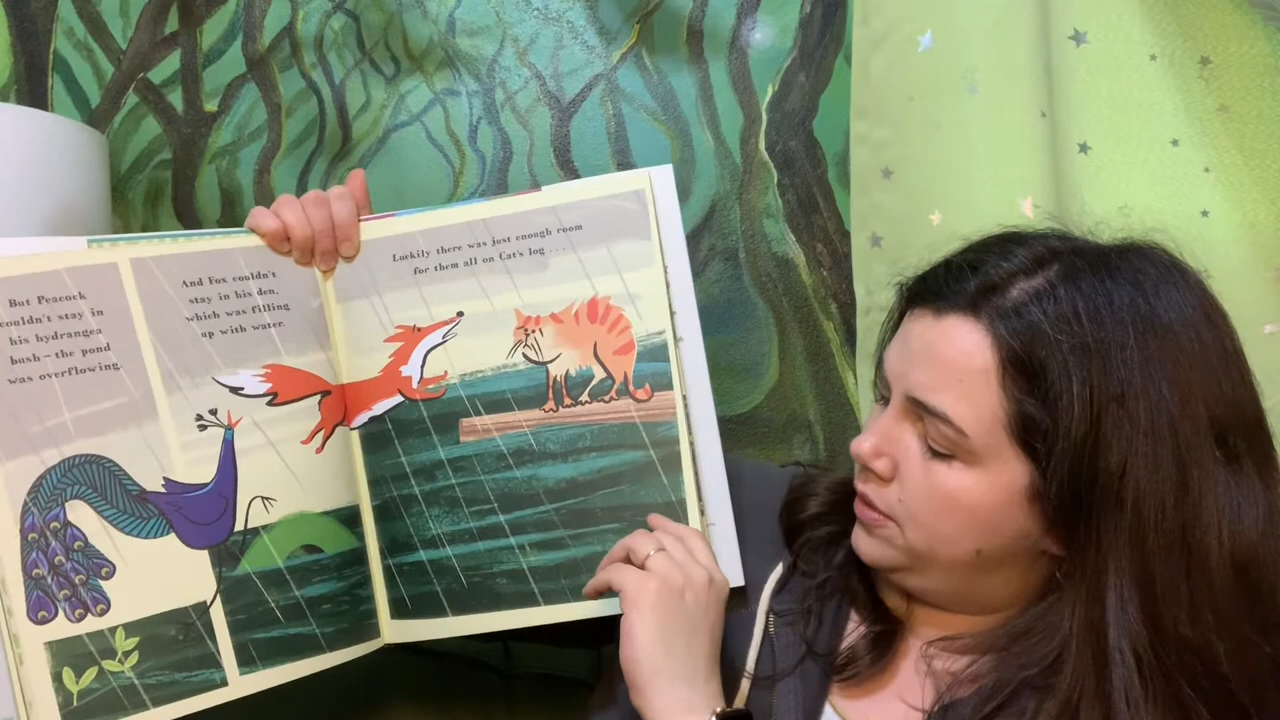 But Peacock
couldn't stay in
his hydrangea
bush – the pond
was overflowing.
And Fox couldn't
stay in his den,
which was filling
up with water.
Luckily there was just enough room
for them all on Cat's log . . .